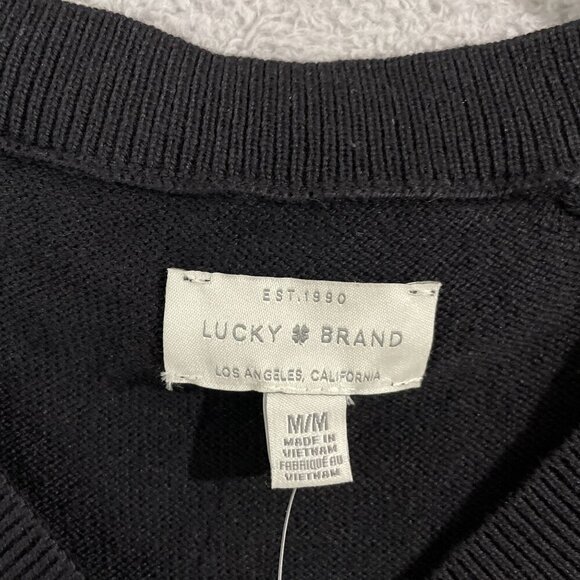 EST.1990
LUCKY BRAND
LOS ANGELES, CALIFORNIA
M/M
MADE IN
VIETNAM
FABRIQUÉ AU
VIETNAM